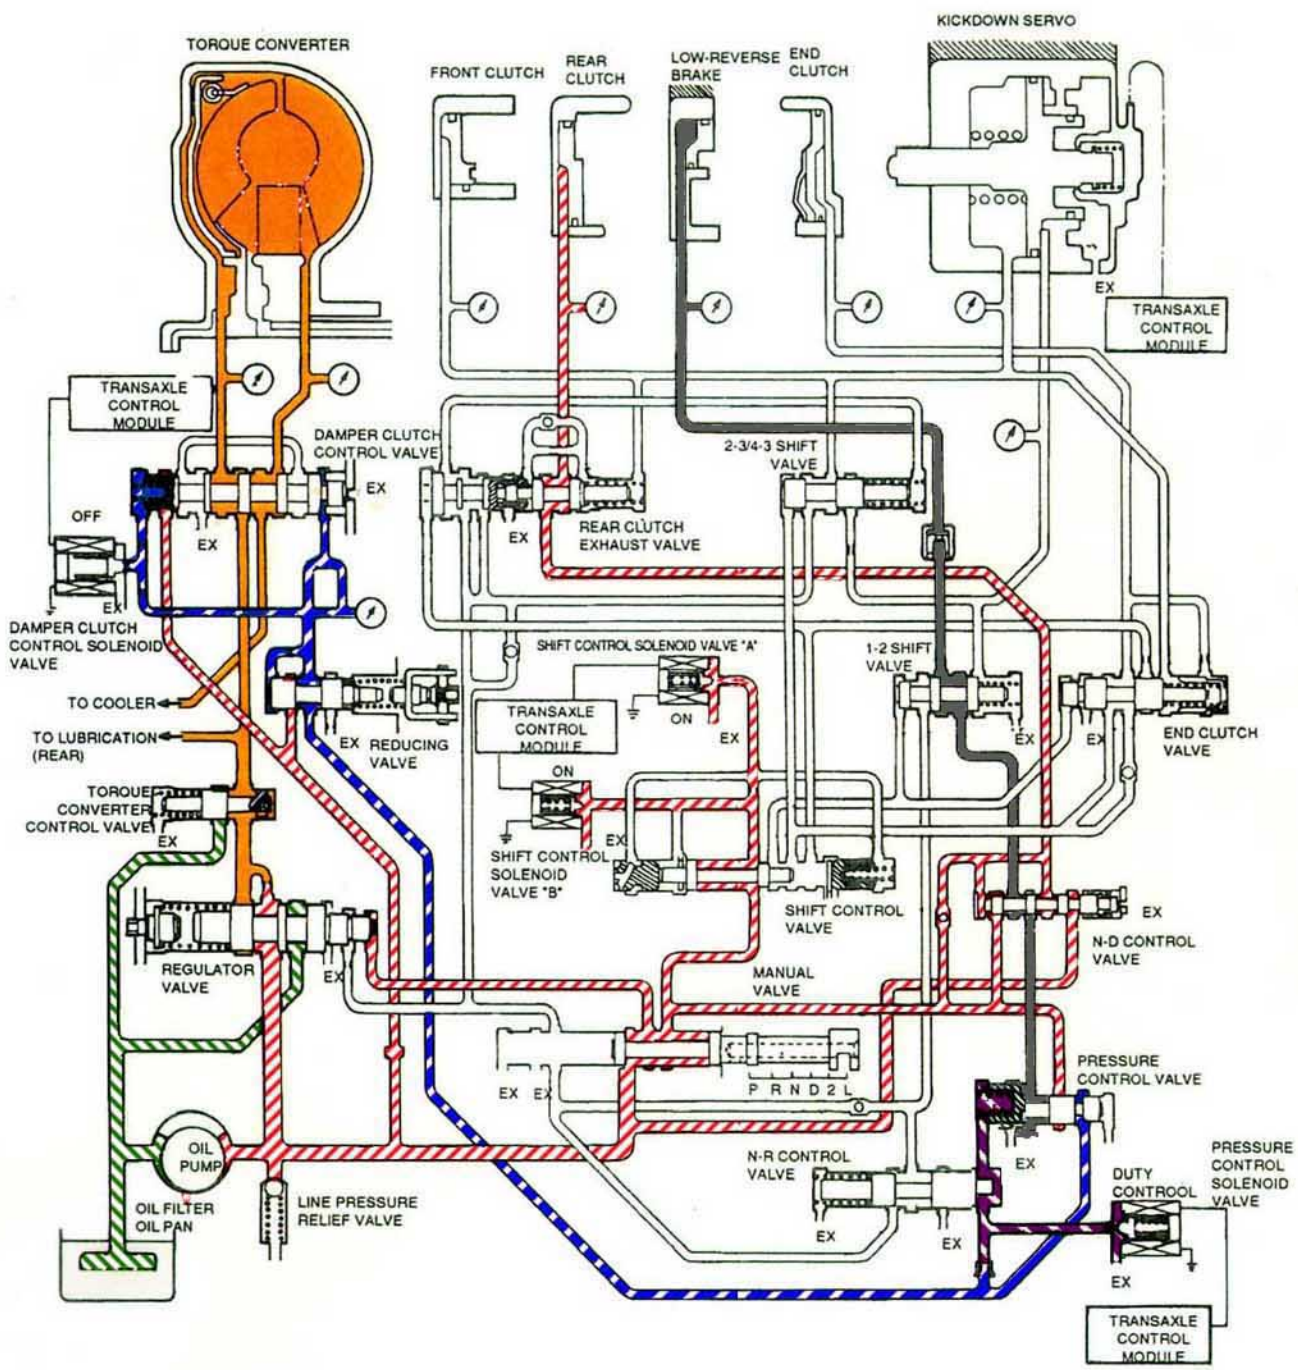 KICKDOWN SERVO
TORQUE CONVERTER
FRONT CLUTCH
REAR
CLUTCH
LOW-REVERSE
BRAKE
END
CLUTCH
EX
TRANSAXLE
CONTROL
MODULE
TRANSAXLE
CONTROL
MODULE
DAMPER CLUTCH
CONTROL VALVE
EX
2-3/4-3 SHIFT
VALVE
OFF
EX
EX
REAR CLUTCH
EXHAUST VALVE
EX
DAMPER CLUTCH
CONTROL SOLENOID
VALVE
SHIFT CONTROL SOLENOID VALVE "A"
1-2 SHIFT
VALVE
TO COOLER
TRANSAXLE
CONTROL
MODULE
ON
EX
TO LUBRICATION
(REAR)
EX
REDUCING
VALVE
EX
EX
END CLUTCH
VALVE
ON
TORQUE
CONVERTER
CONTROL VALVE
EX
EX
SHIFT CONTROL
SOLENOID
VALVE "B"
SHIFT CONTROL
VALVE
EX
N-D CONTROL
VALVE
REGULATOR
VALVE
EX
MANUAL
VALVE
EX
EX
P R N D 2 L
PRESSURE
CONTROL VALVE
OIL
PUMP
N-R CONTROL
VALVE
EX
DUTY
CONTROOL
PRESSURE
CONTROL
SOLENOID
VALVE
OIL FILTER
OIL PAN
LINE PRESSURE
RELIEF VALVE
EX
EX
EX
TRANSAXLE
CONTROL
MODULE